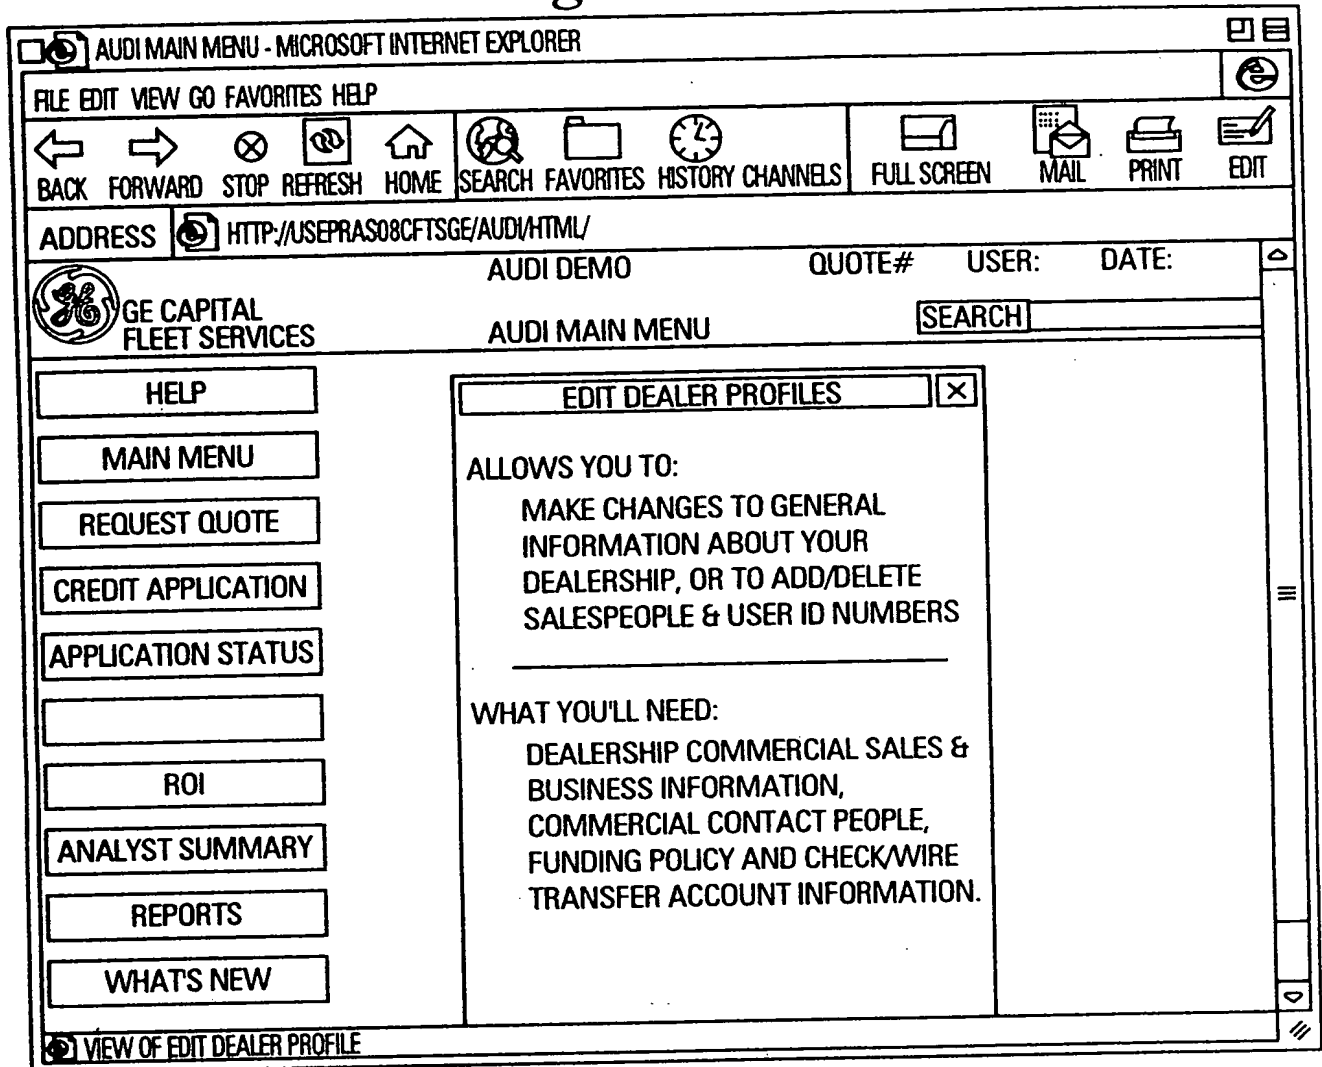 AUDI MAIN MENU - MICROSOFT INTERNET EXPLORER
FILE EDIT VIEW GO FAVORITES HELP
BACK FORWARD STOP REFRESH HOME SEARCH FAVORITES HISTORY CHANNELS FULL SCREEN MAIL PRINT EDIT
ADDRESS HTTP://USEPRAS08CFTSGE/AUDI/HTML/
AUDI DEMO QUOTE# USER: DATE:
GE CAPITAL
FLEET SERVICES
AUDI MAIN MENU SEARCH
HELP
MAIN MENU
REQUEST QUOTE
CREDIT APPLICATION
APPLICATION STATUS
ROI
ANALYST SUMMARY
REPORTS
WHAT'S NEW
EDIT DEALER PROFILES
ALLOWS YOU TO:
MAKE CHANGES TO GENERAL
INFORMATION ABOUT YOUR
DEALERSHIP, OR TO ADD/DELETE
SALESPEOPLE & USER ID NUMBERS
WHAT YOU'LL NEED:
DEALERSHIP COMMERCIAL SALES &
BUSINESS INFORMATION,
COMMERCIAL CONTACT PEOPLE,
FUNDING POLICY AND CHECK/WIRE
TRANSFER ACCOUNT INFORMATION.
VIEW OF EDIT DEALER PROFILE